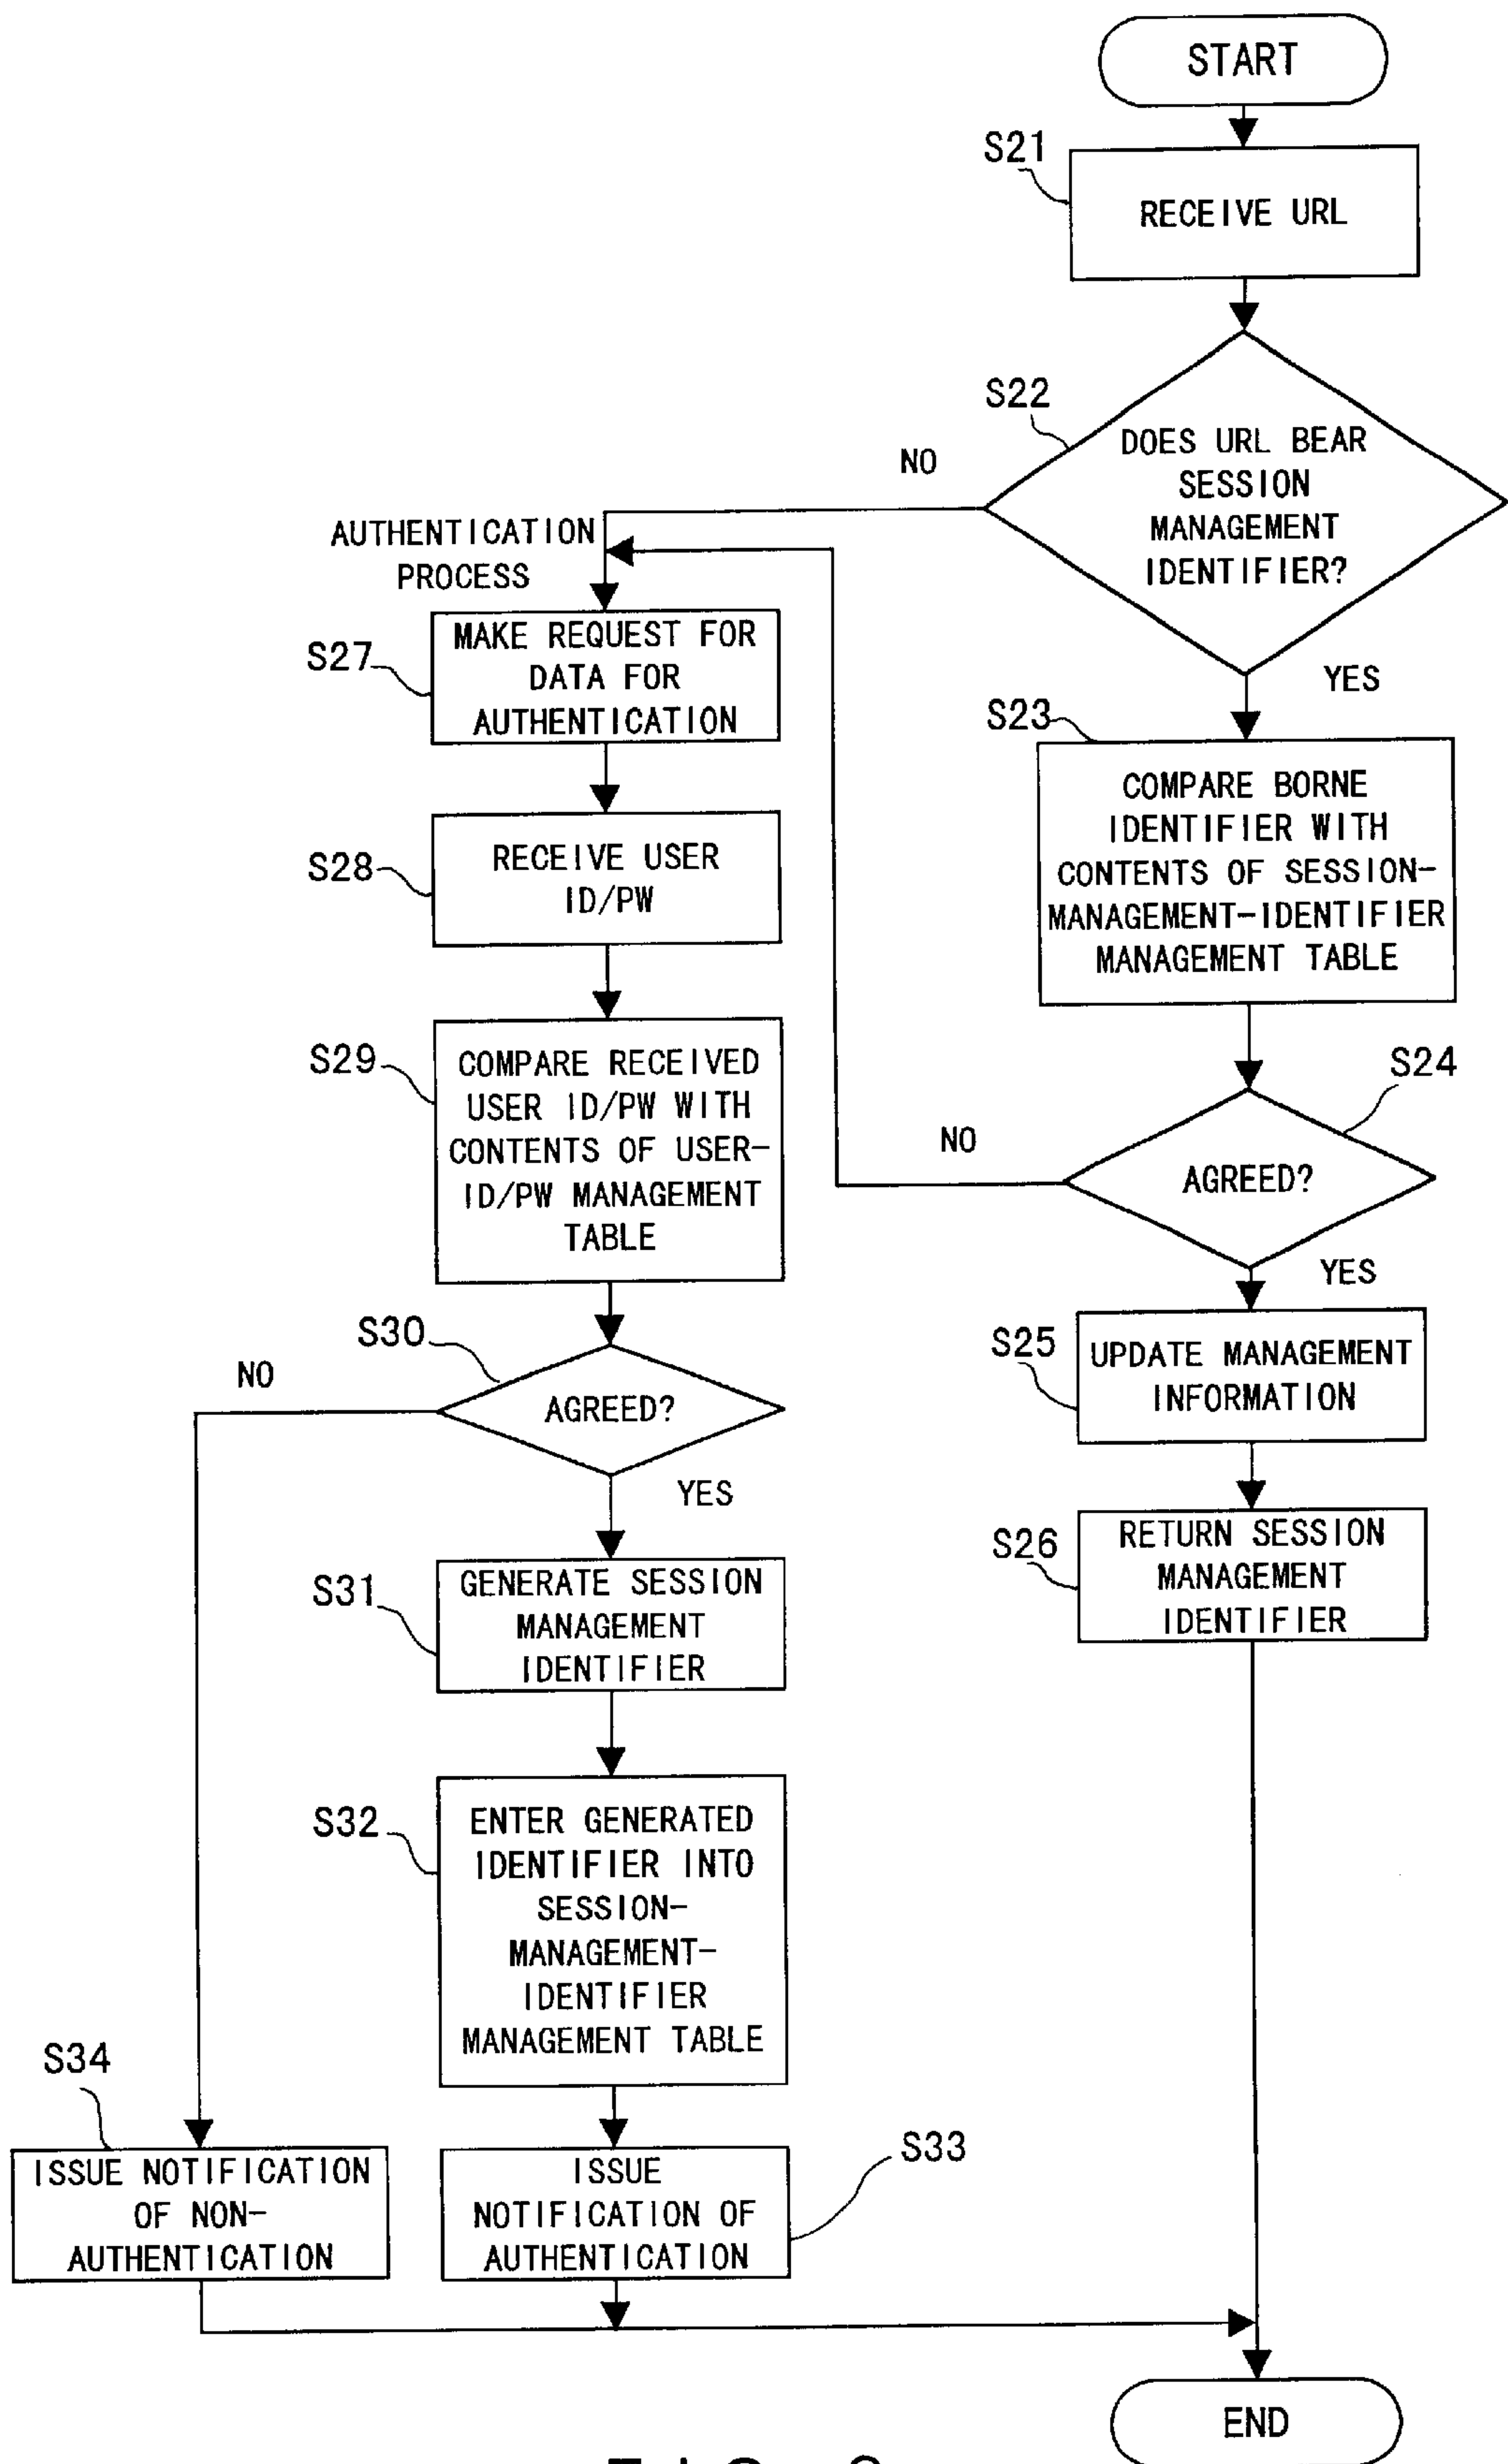 START
S21
RECEIVE URL
S22
DOES URL BEAR
SESSION
MANAGEMENT
IDENTIFIER?
NO
YES
S23
COMPARE BORNE
IDENTIFIER WITH
CONTENTS OF SESSION-
MANAGEMENT-IDENTIFIER
MANAGEMENT TABLE
S24
AGREED?
NO
YES
S25
UPDATE MANAGEMENT
INFORMATION
S26
RETURN SESSION
MANAGEMENT
IDENTIFIER
AUTHENTICATION
PROCESS
S27
MAKE REQUEST FOR
DATA FOR
AUTHENTICATION
S28
RECEIVE USER
ID/PW
S29
COMPARE RECEIVED
USER ID/PW WITH
CONTENTS OF USER-
ID/PW MANAGEMENT
TABLE
S30
AGREED?
NO
YES
S31
GENERATE SESSION
MANAGEMENT
IDENTIFIER
S32
ENTER GENERATED
IDENTIFIER INTO
SESSION-
MANAGEMENT-
IDENTIFIER
MANAGEMENT TABLE
S33
ISSUE
NOTIFICATION OF
AUTHENTICATION
S34
ISSUE NOTIFICATION
OF NON-
AUTHENTICATION
END